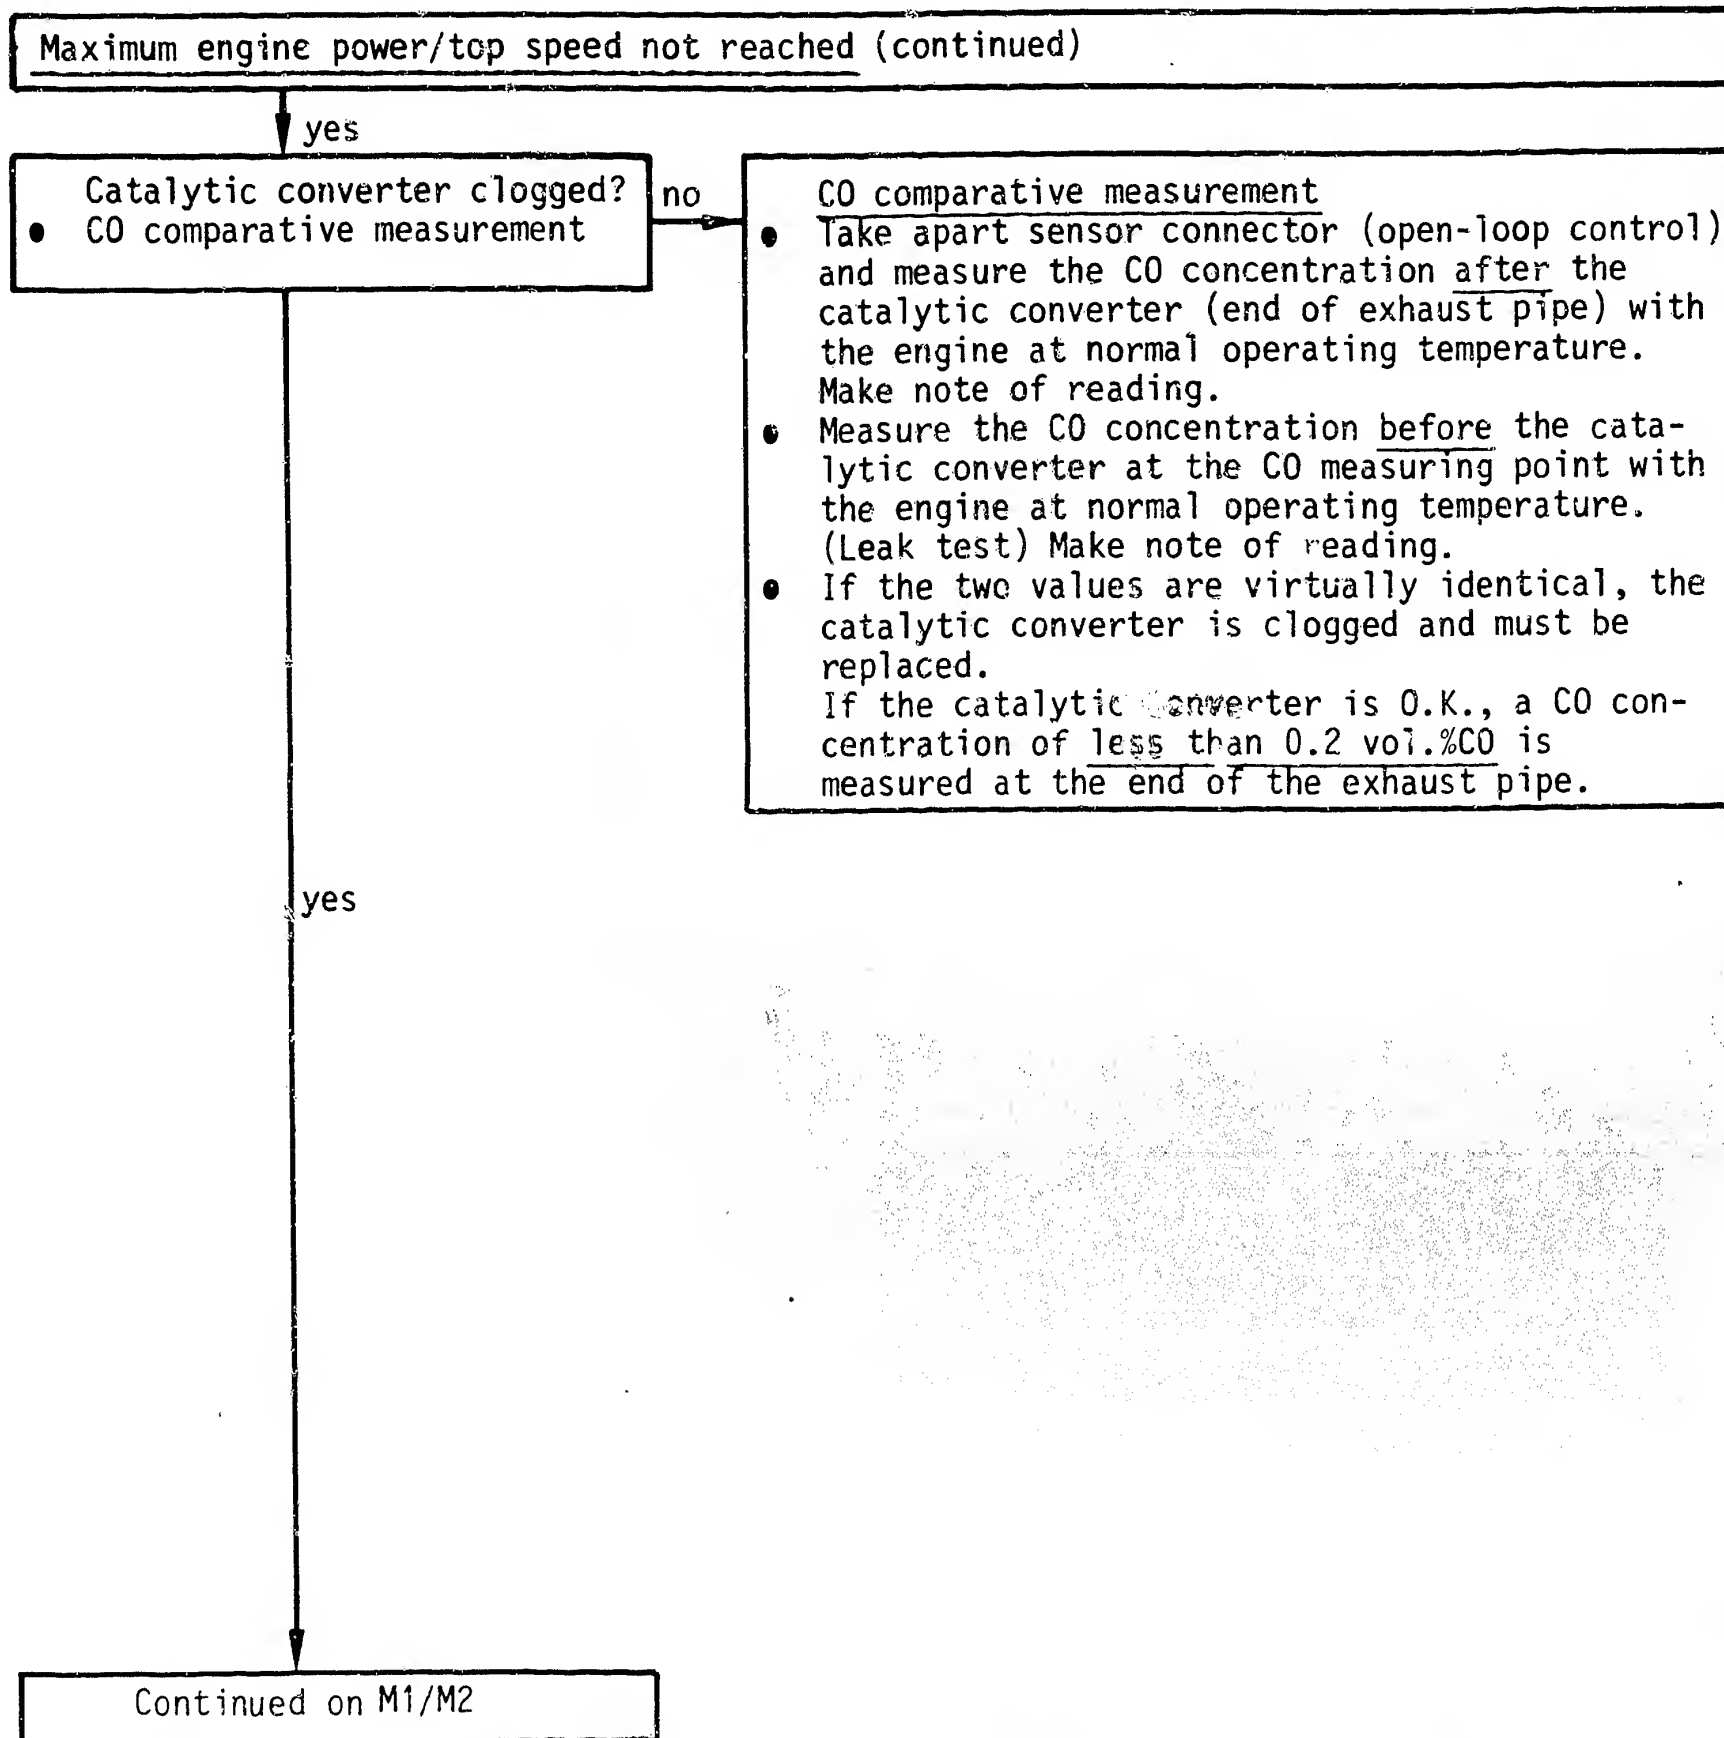 Maximum engine power/top speed not reached (continued)
yes
Catalytic converter clogged?
● CO comparative measurement
no
CO comparative measurement
● Take apart sensor connector (open-loop control)
and measure the CO concentration after the
catalytic converter (end of exhaust pipe) with
the engine at normal operating temperature.
Make note of reading.
● Measure the CO concentration before the cata-
lytic converter at the CO measuring point with
the engine at normal operating temperature.
(Leak test) Make note of reading.
● If the two values are virtually identical, the
catalytic converter is clogged and must be
replaced.
If the catalytic converter is O.K., a CO con-
centration of less than 0.2 vol.%CO is
measured at the end of the exhaust pipe.
yes
Continued on M1/M2